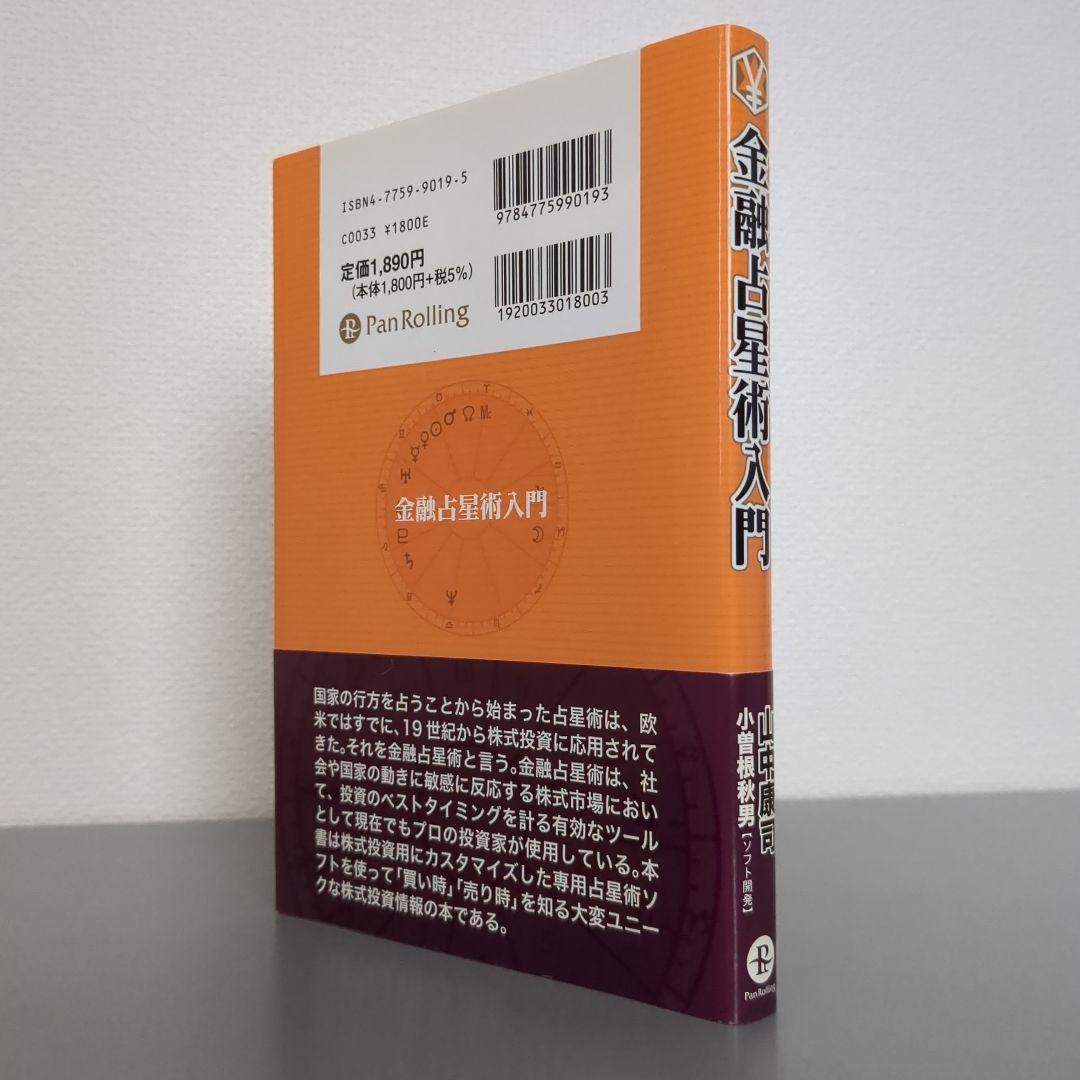 ISBN4-7759-9019-5
C0033 ¥1800E
定価1,890円
(本体1,800円+税5%)
PanRolling
9784775990193
1920033018003
金融占星術入門
国家の行方を占うことから始まった占星術は、欧
米ではすでに、19世紀から株式投資に応用されて
きた。それを金融占星術と言う。金融占星術は、社
会や国家の動きに敏感に反応する株式市場におい
て、投資のベストタイミングを計る有効なツール
として現在でもプロの投資家が使用している。本
書は株式投資用にカスタマイズした専用占星術ソ
フトを使って「買い時」「売り時」を知る大変ユニー
クな株式投資情報の本である。
金融占星術入門
山中康司
小曽根秋男【ソフト開発】
PanRolling